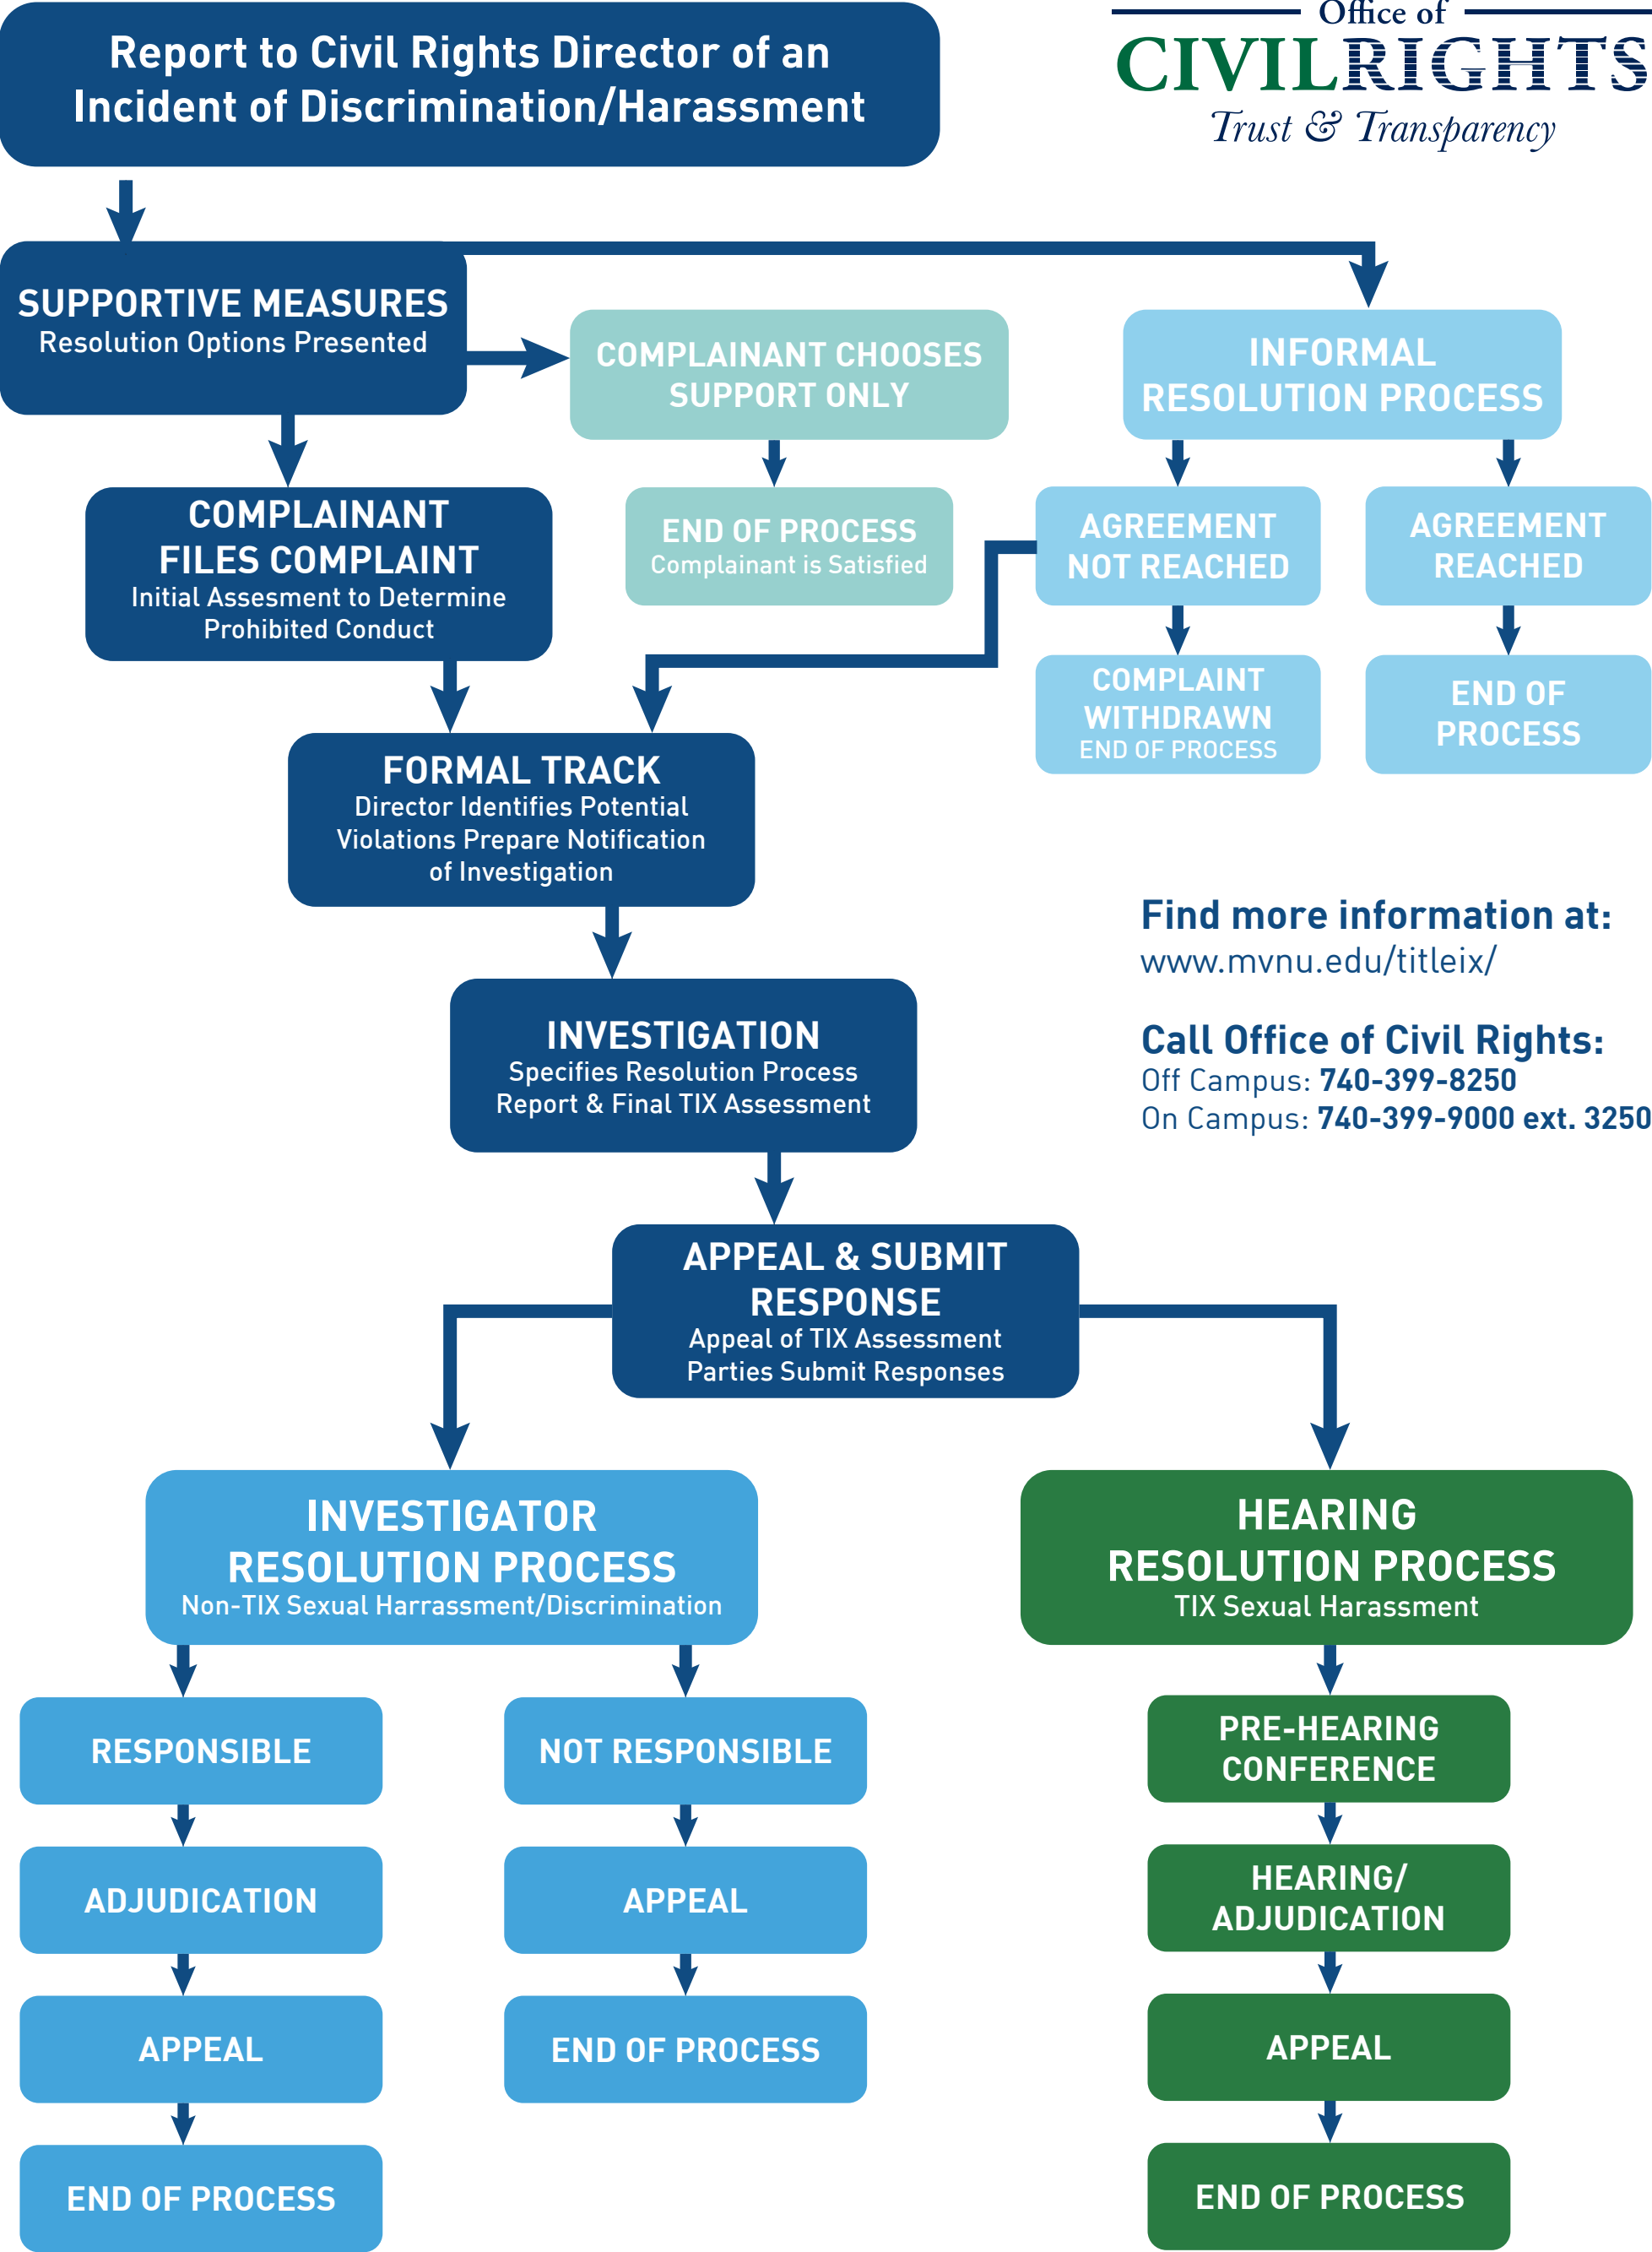 Report to Civil Rights Director of an
Incident of Discrimination/Harassment
Office of
CIVILRIGHTS
Trust & Transparency
SUPPORTIVE MEASURES
Resolution Options Presented
COMPLAINANT CHOOSES
SUPPORT ONLY
INFORMAL
RESOLUTION PROCESS
COMPLAINANT
FILES COMPLAINT
Initial Assesment to Determine
Prohibited Conduct
END OF PROCESS
Complainant is Satisfied
AGREEMENT
NOT REACHED
AGREEMENT
REACHED
COMPLAINT
WITHDRAWN
END OF PROCESS
END OF
PROCESS
FORMAL TRACK
Director Identifies Potential
Violations Prepare Notification
of Investigation
Find more information at:
www.mvnu.edu/titleix/
Call Office of Civil Rights:
Off Campus: 740-399-8250
On Campus: 740-399-9000 ext. 3250
INVESTIGATION
Specifies Resolution Process
Report & Final TIX Assessment
APPEAL & SUBMIT
RESPONSE
Appeal of TIX Assessment
Parties Submit Responses
INVESTIGATOR
RESOLUTION PROCESS
Non-TIX Sexual Harrassment/Discrimination
HEARING
RESOLUTION PROCESS
TIX Sexual Harassment
RESPONSIBLE
NOT RESPONSIBLE
PRE-HEARING
CONFERENCE
ADJUDICATION
APPEAL
HEARING/
ADJUDICATION
APPEAL
END OF PROCESS
APPEAL
END OF PROCESS
END OF PROCESS